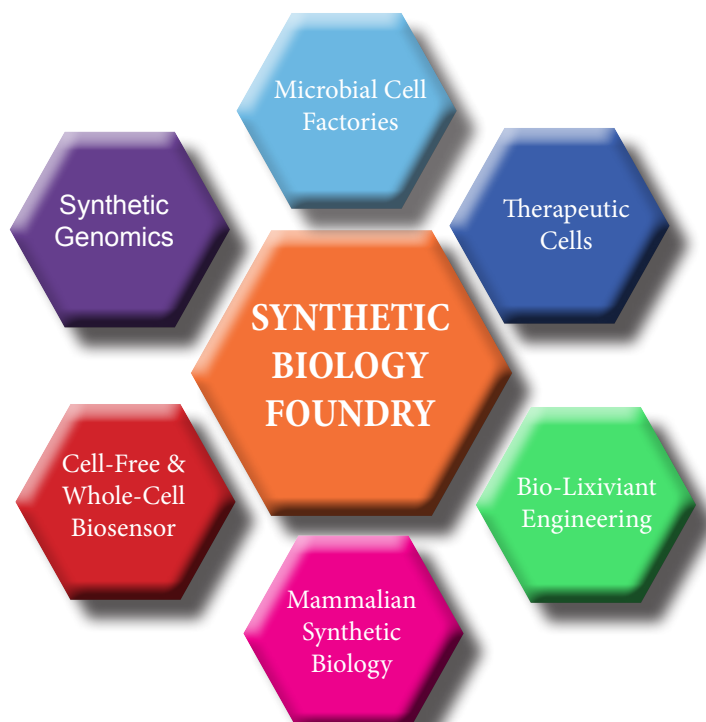 Microbial Cell
Factories
Synthetic
Genomics
Therapeutic
Cells
SYNTHETIC
BIOLOGY
FOUNDRY
Cell-Free &
Whole-Cell
Biosensor
Bio-Lixiviant
Engineering
Mammalian
Synthetic
Biology